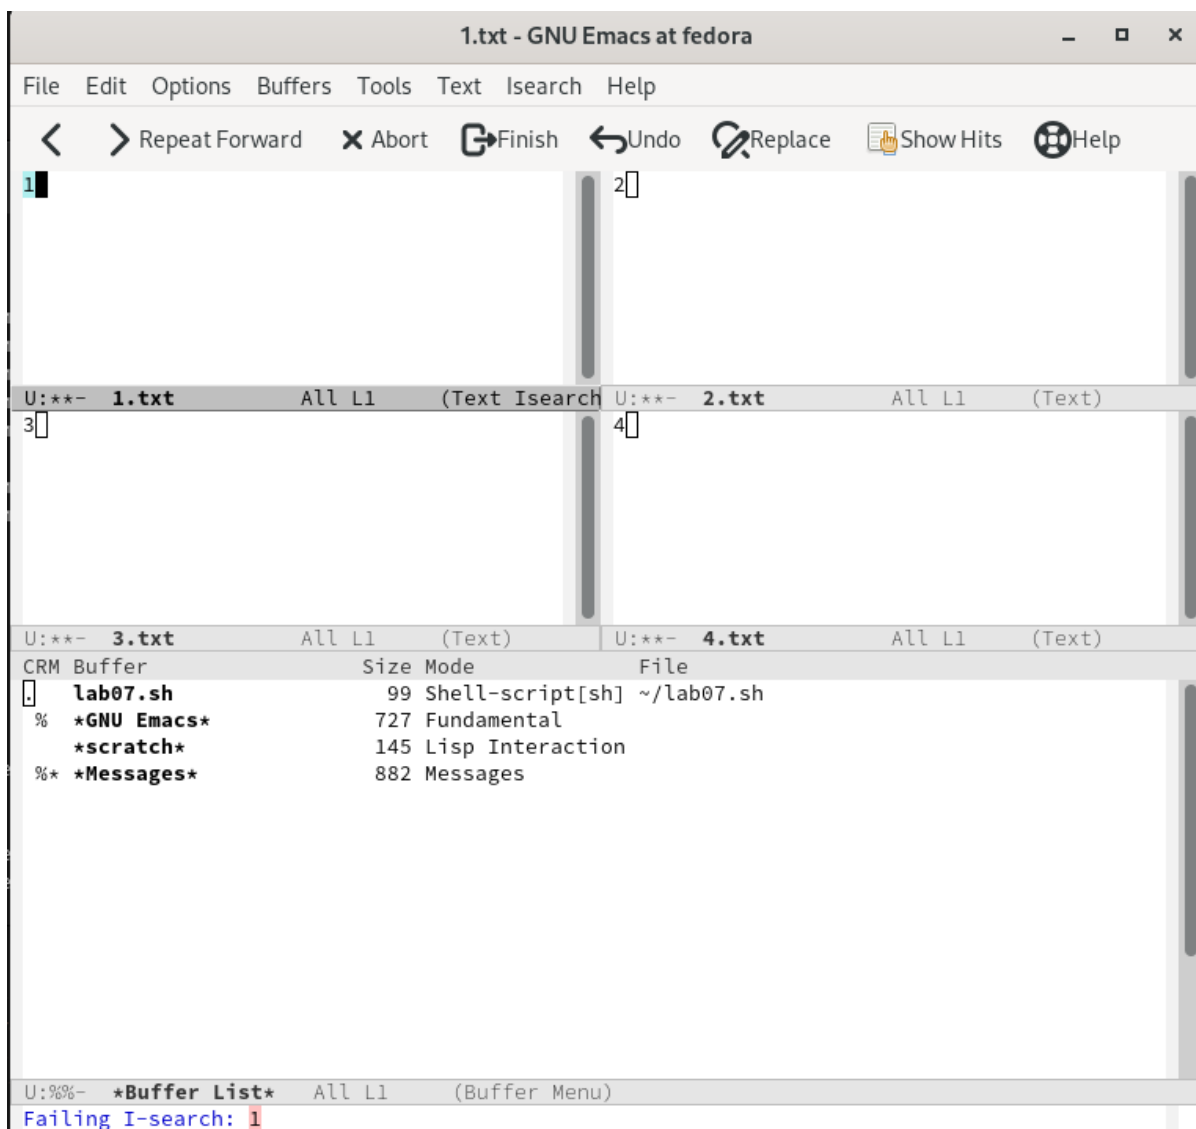 1.txt - GNU Emacs at fedora
File Edit Options Buffers Tools Text Isearch Help
Repeat Forward Abort Finish Undo Replace Show Hits Help
1 2
U:**- 1.txt All L1 (Text Isearch U:**- 2.txt All L1 (Text)
3 4
U:**- 3.txt All L1 (Text) U:**- 4.txt All L1 (Text)
CRM Buffer Size Mode File
. lab07.sh 99 Shell-script[sh] ~/lab07.sh
% *GNU Emacs* 727 Fundamental
*scratch* 145 Lisp Interaction
%* *Messages* 882 Messages
U:%%- *Buffer List* All L1 (Buffer Menu)
Failing I-search: 1